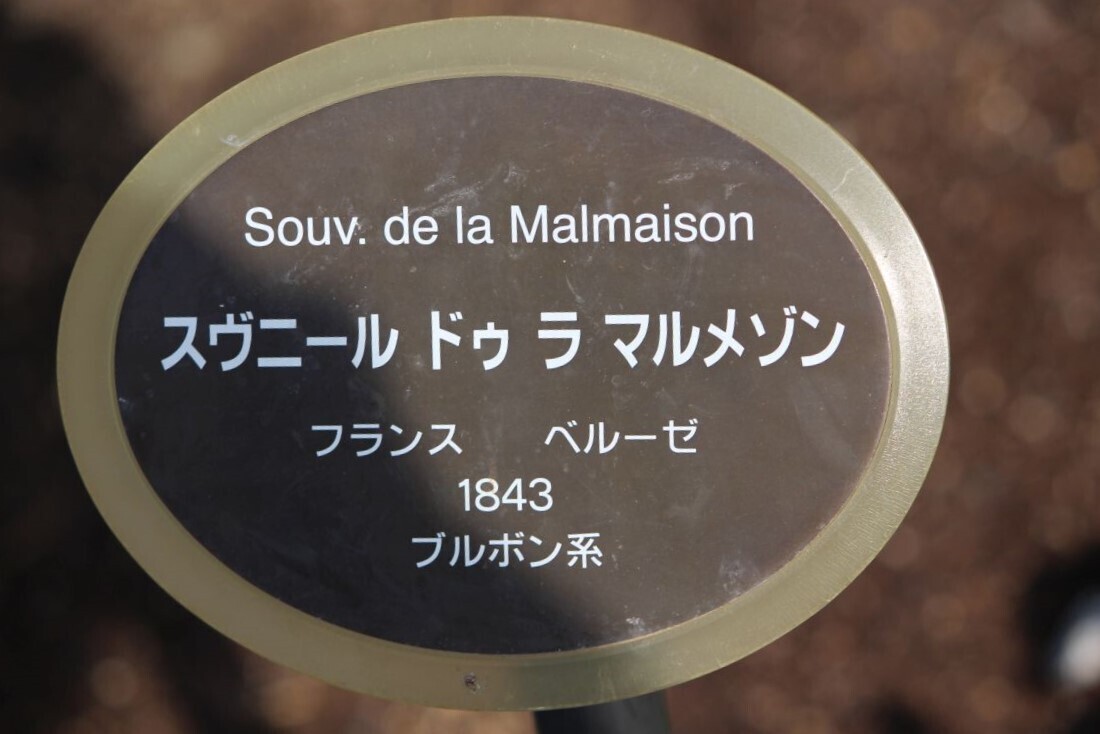 Souv. de la Malmaison
スヴニール ドゥ ラ マルメゾン
フランス　　ベルーゼ
1843
ブルボン系